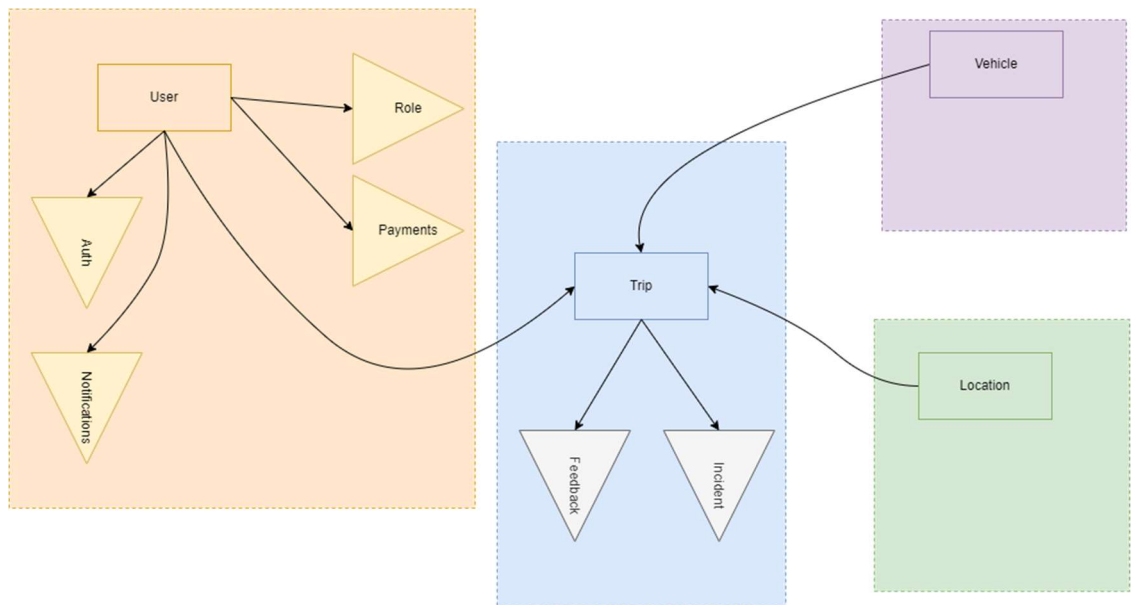 User
Role
Payments
Auth
Notifications
Vehicle
Trip
Location
Feedback
Incident